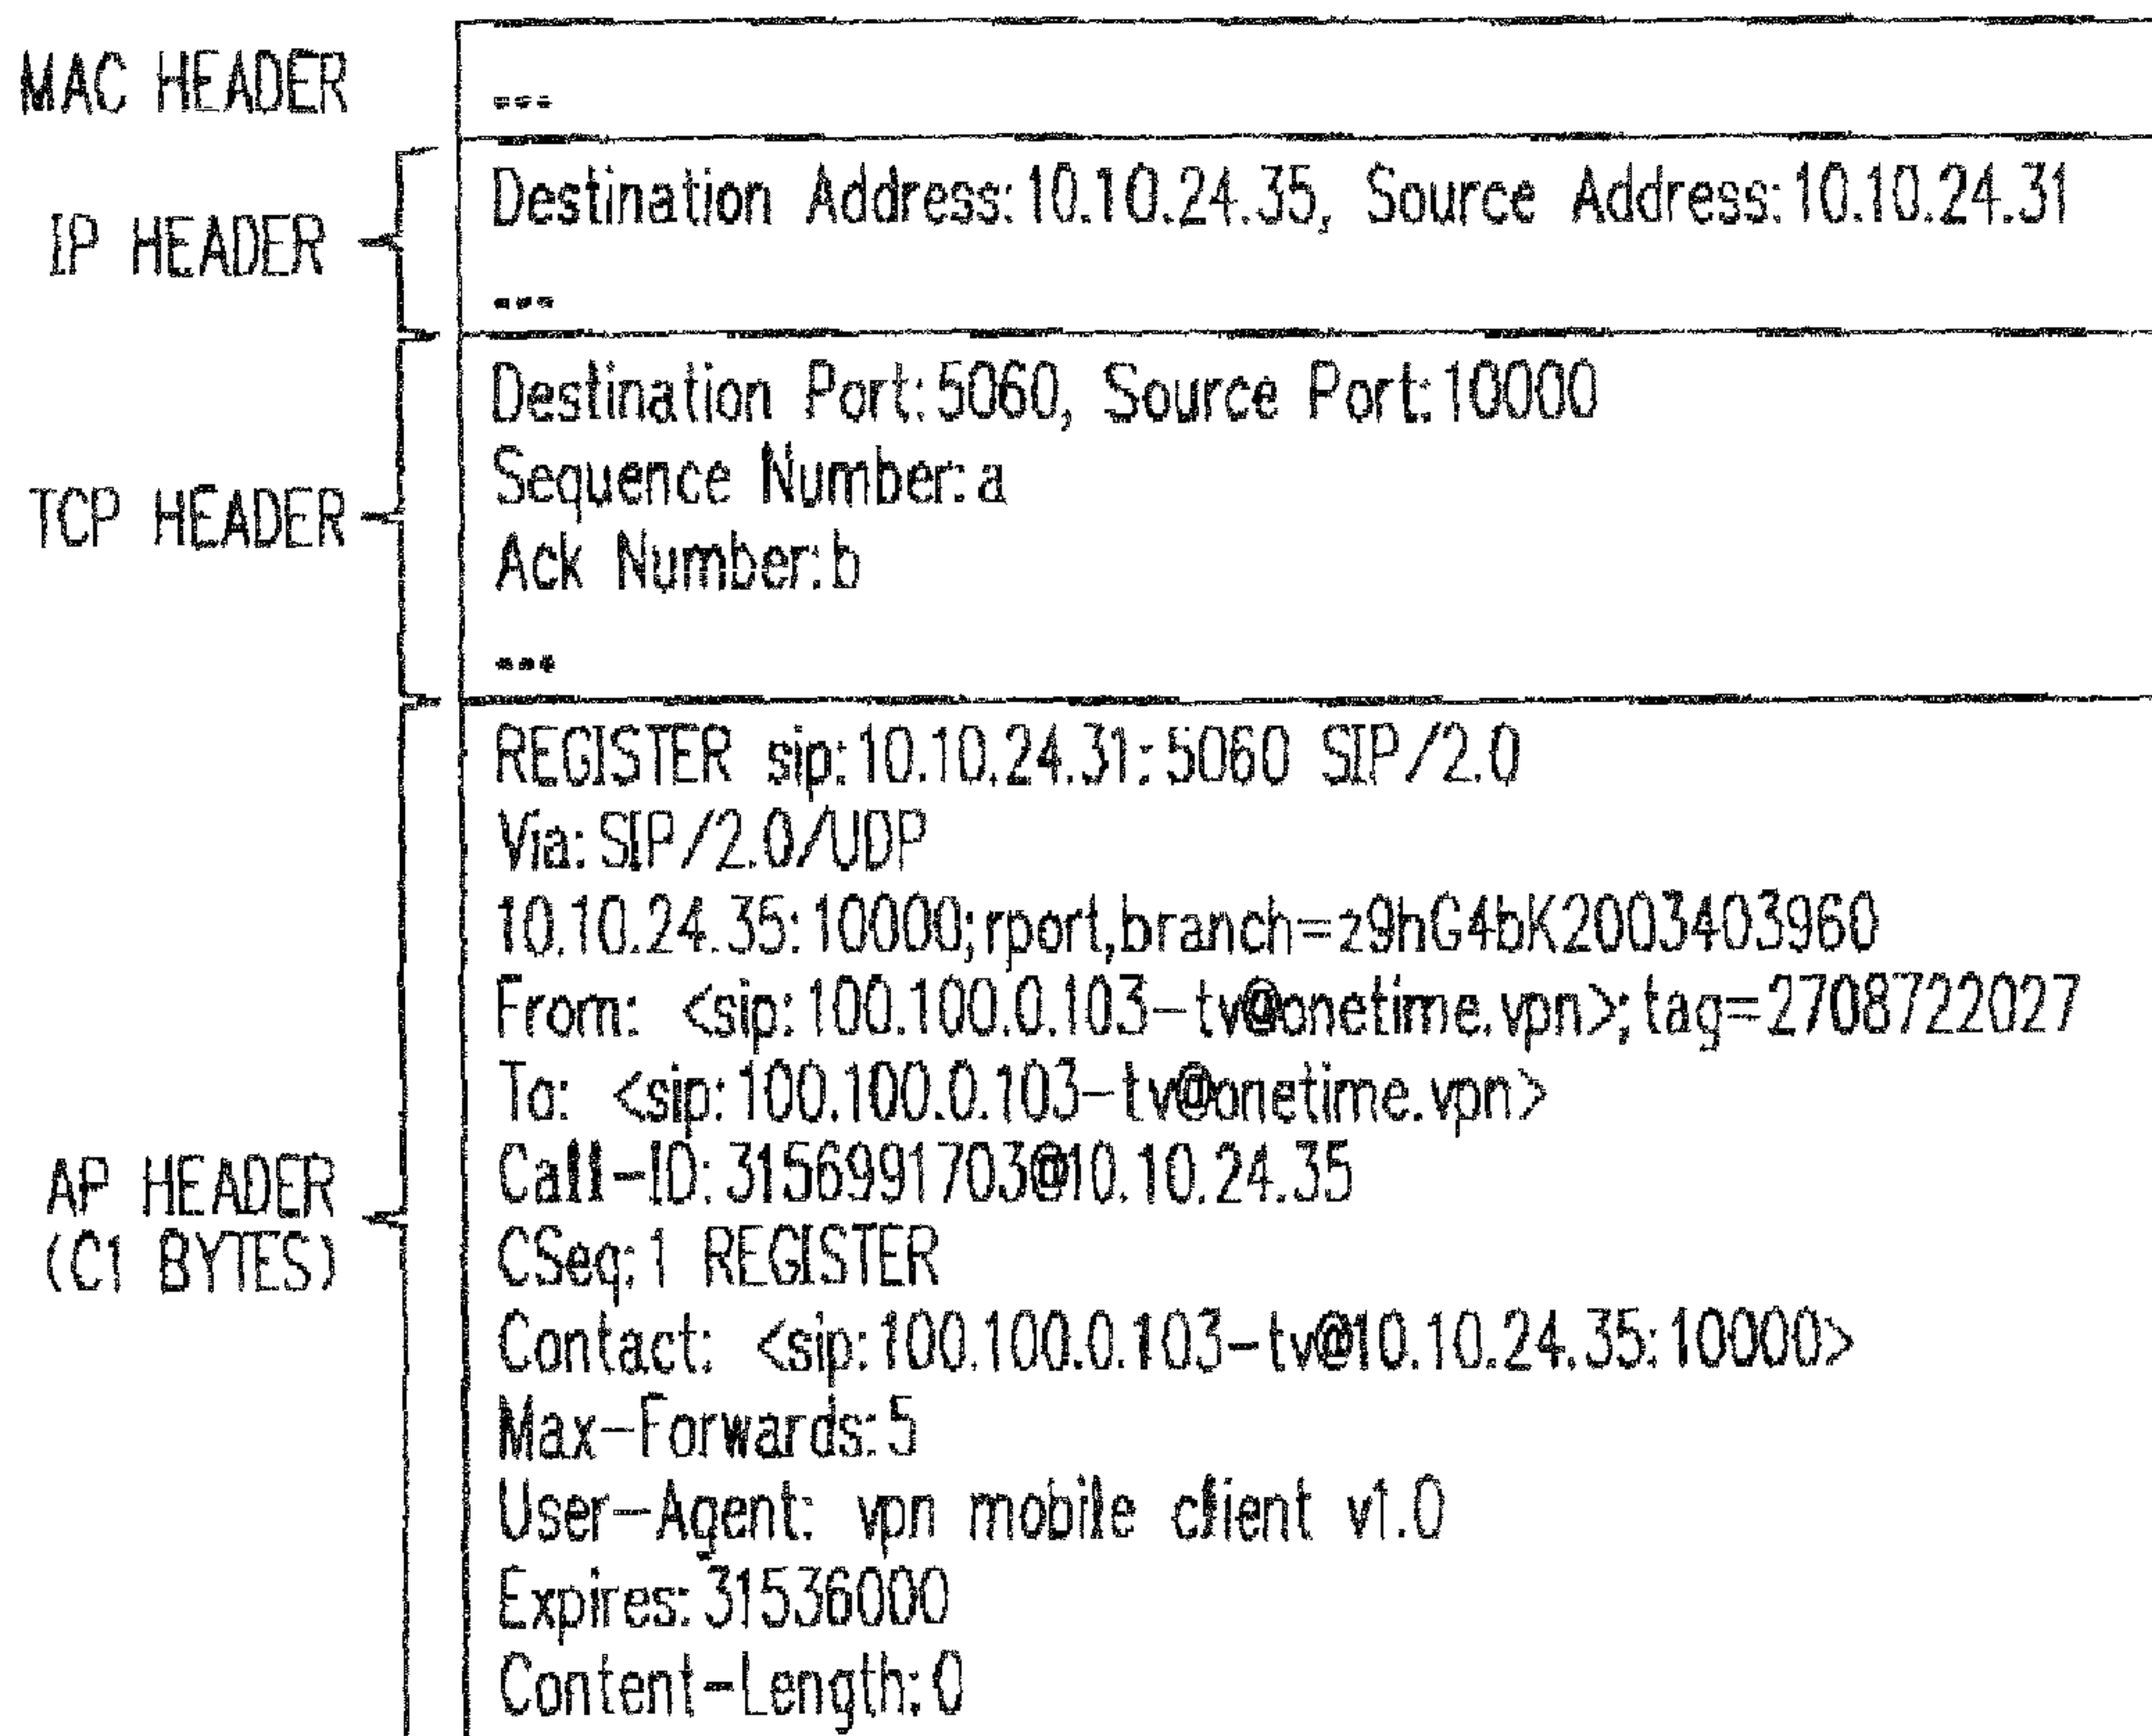 MAC HEADER
...
IP HEADER
Destination Address:10.10.24.35, Source Address:10.10.24.31
...
TCP HEADER
Destination Port:5060, Source Port:10000
Sequence Number:a
Ack Number:b
...
AP HEADER
(C1 BYTES)
REGISTER sip:10.10.24.31:5060 SIP/2.0
Via:SIP/2.0/UDP
10.10.24.35:10000;rport,branch=z9hG4bK2003403960
From: <sip:100.100.0.103-tv@onetime.vpn>;tag=2708722027
To: <sip:100.100.0.103-tv@onetime.vpn>
Call-ID:3156991703@10.10.24.35
CSeq:1 REGISTER
Contact: <sip:100.100.0.103-tv@10.10.24.35:10000>
Max-Forwards:5
User-Agent: vpn mobile client v1.0
Expires:31536000
Content-Length:0